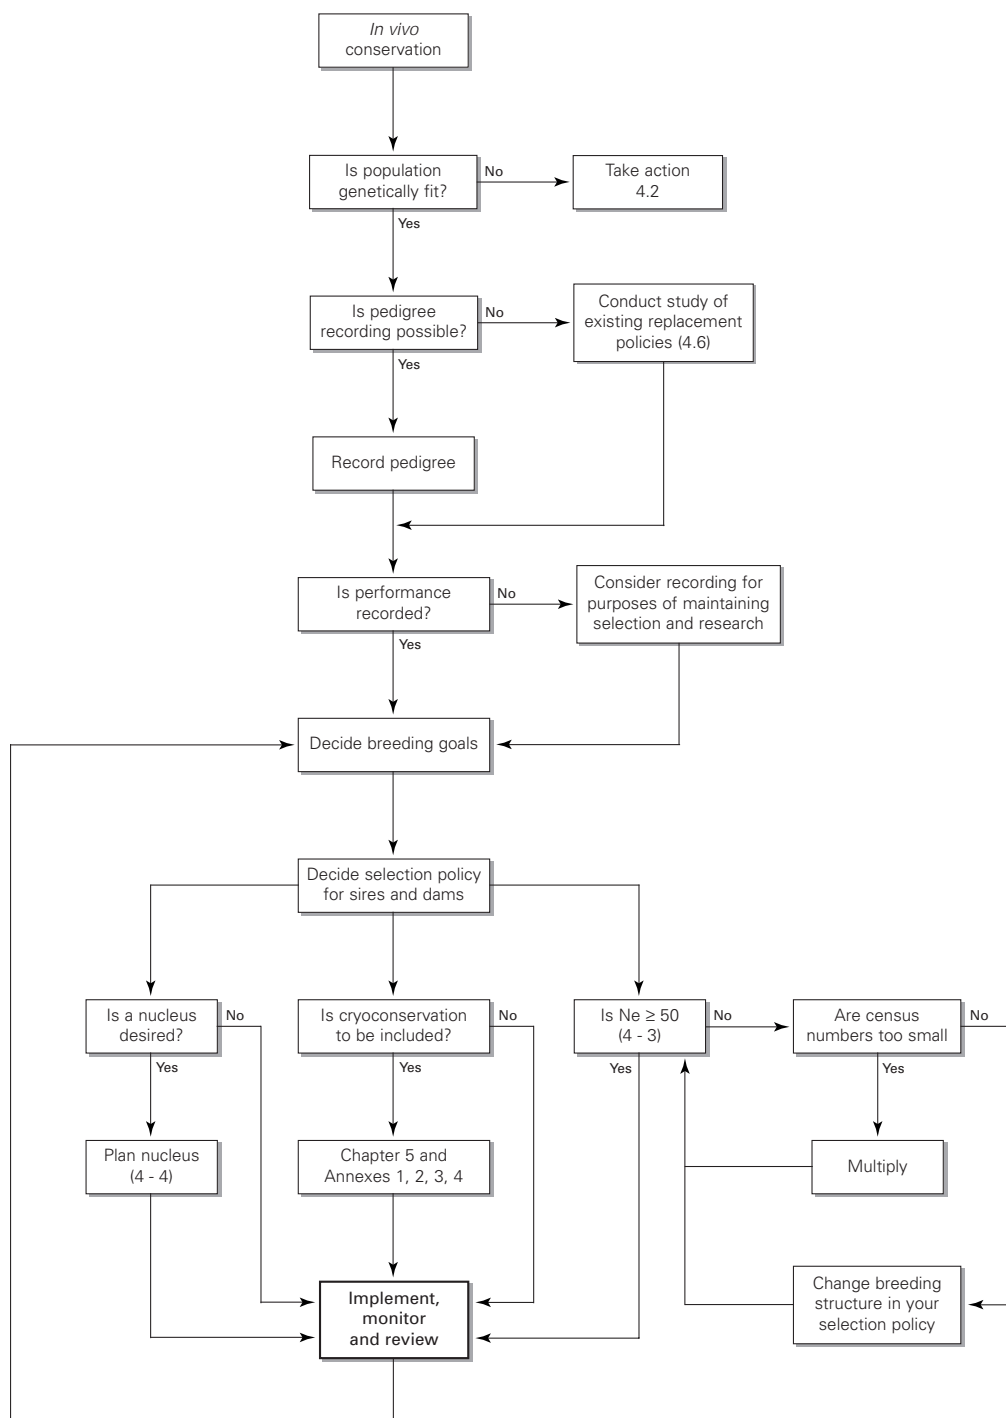 In vivo
conservation
Is population
genetically fit?
No
Take action
4.2
Yes
Is pedigree
recording possible?
No
Conduct study of
existing replacement
policies (4.6)
Yes
Record pedigree
Is performance
recorded?
No
Consider recording for
purposes of maintaining
selection and research
Yes
Decide breeding goals
Decide selection policy
for sires and dams
Is a nucleus
desired?
No
Yes
Is cryoconservation
to be included?
No
Yes
Is Ne ≥ 50
(4 - 3)
No
Yes
Are census
numbers too small
No
Yes
Plan nucleus
(4 - 4)
Chapter 5 and
Annexes 1, 2, 3, 4
Multiply
Implement,
monitor
and review
Change breeding
structure in your
selection policy